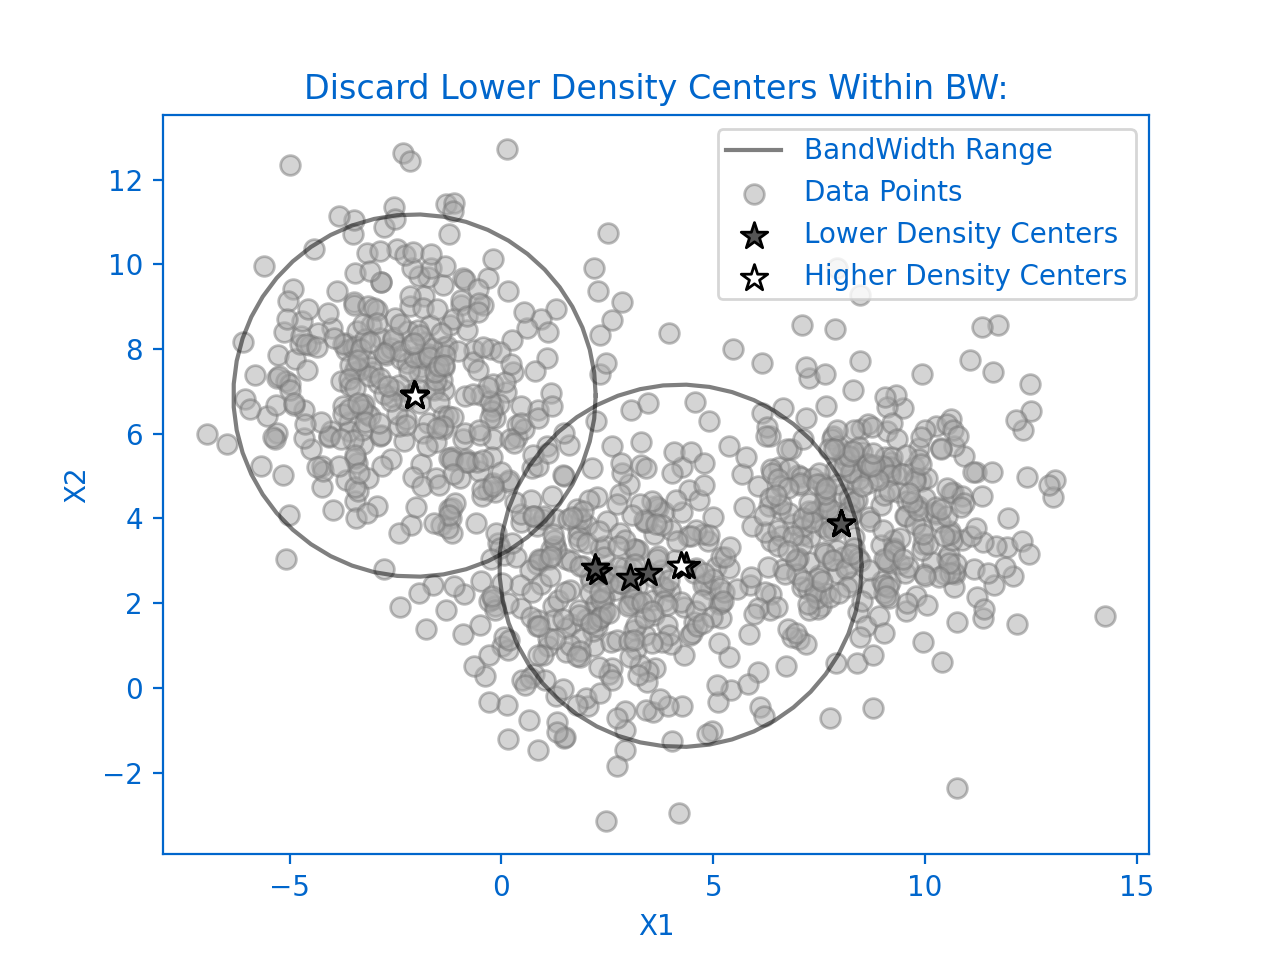 Discard Lower Density Centers Within BW:
BandWidth Range
Data Points
Lower Density Centers
Higher Density Centers
12
10
8
6
4
2
0
−2
X2
−5
0
5
10
15
X1